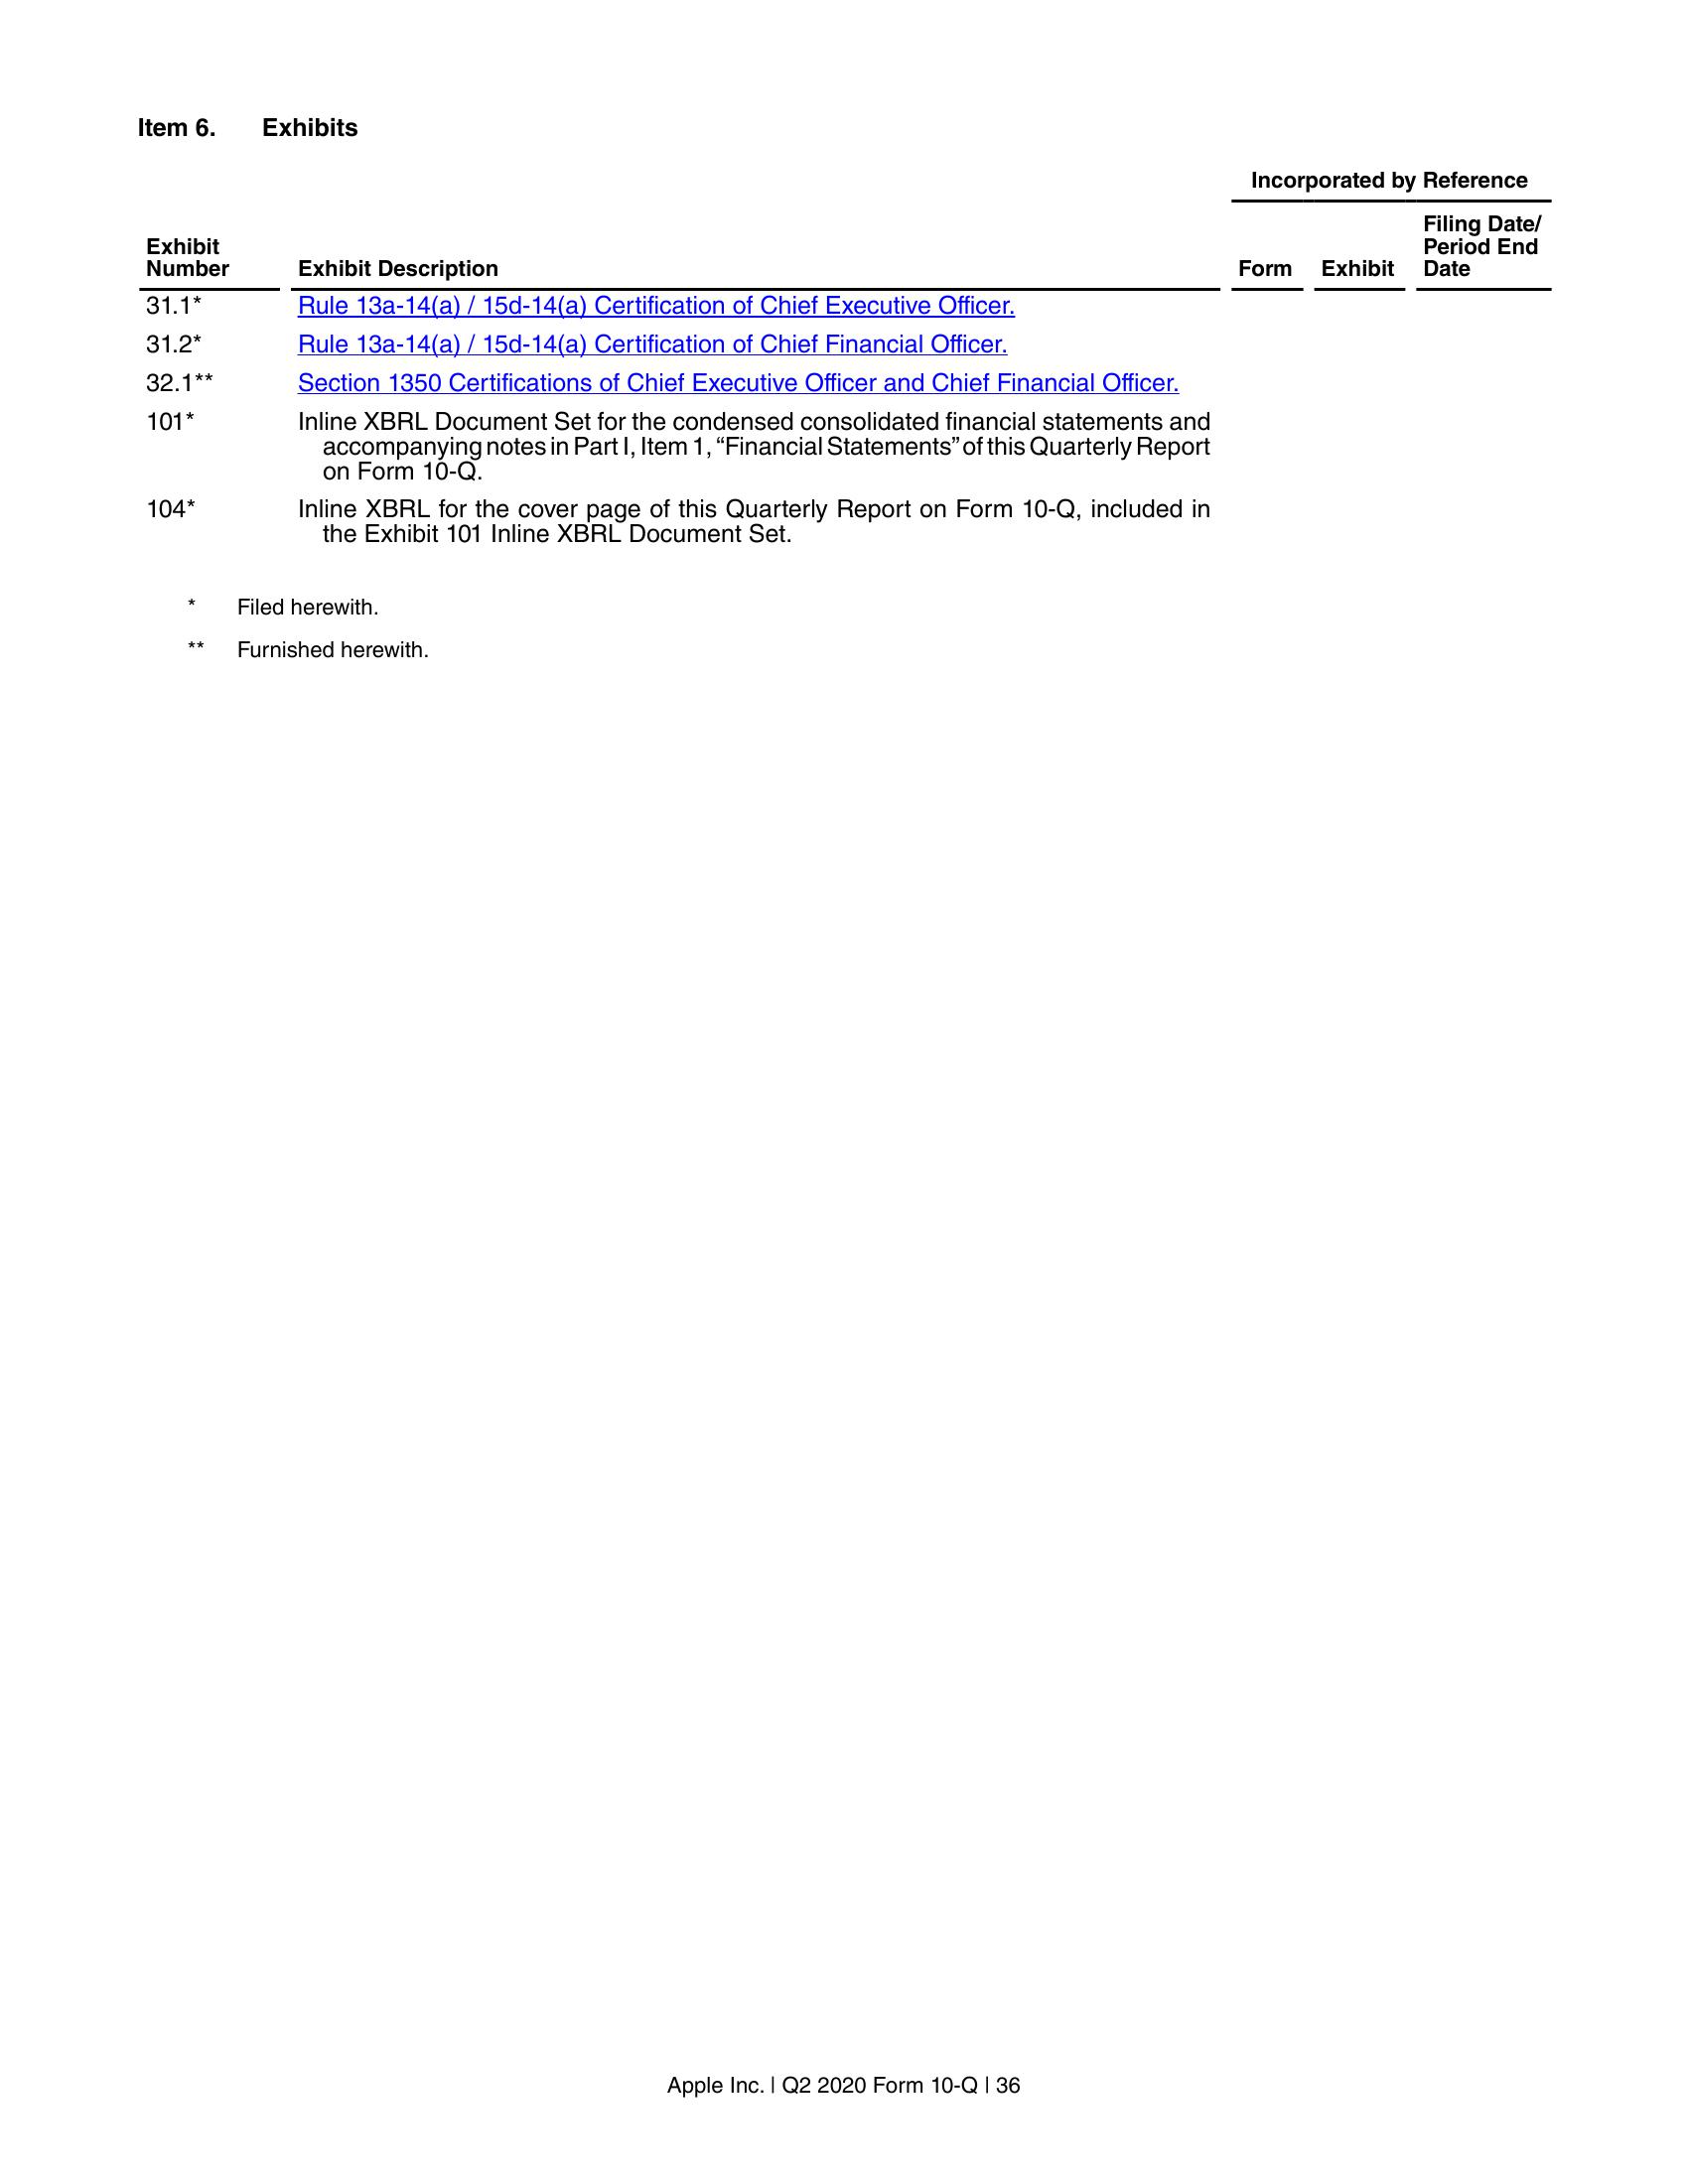 Item 6. Exhibits
Incorporated by Reference
Exhibit Number Exhibit Description Form Exhibit Filing Date/ Period End Date
31.1* Rule 13a-14(a) / 15d-14(a) Certification of Chief Executive Officer.
31.2* Rule 13a-14(a) / 15d-14(a) Certification of Chief Financial Officer.
32.1** Section 1350 Certifications of Chief Executive Officer and Chief Financial Officer.
101* Inline XBRL Document Set for the condensed consolidated financial statements and
accompanying notes in Part I, Item 1, “Financial Statements” of this Quarterly Report
on Form 10-Q.
104* Inline XBRL for the cover page of this Quarterly Report on Form 10-Q, included in
the Exhibit 101 Inline XBRL Document Set.
* Filed herewith.
** Furnished herewith.
Apple Inc. | Q2 2020 Form 10-Q | 36